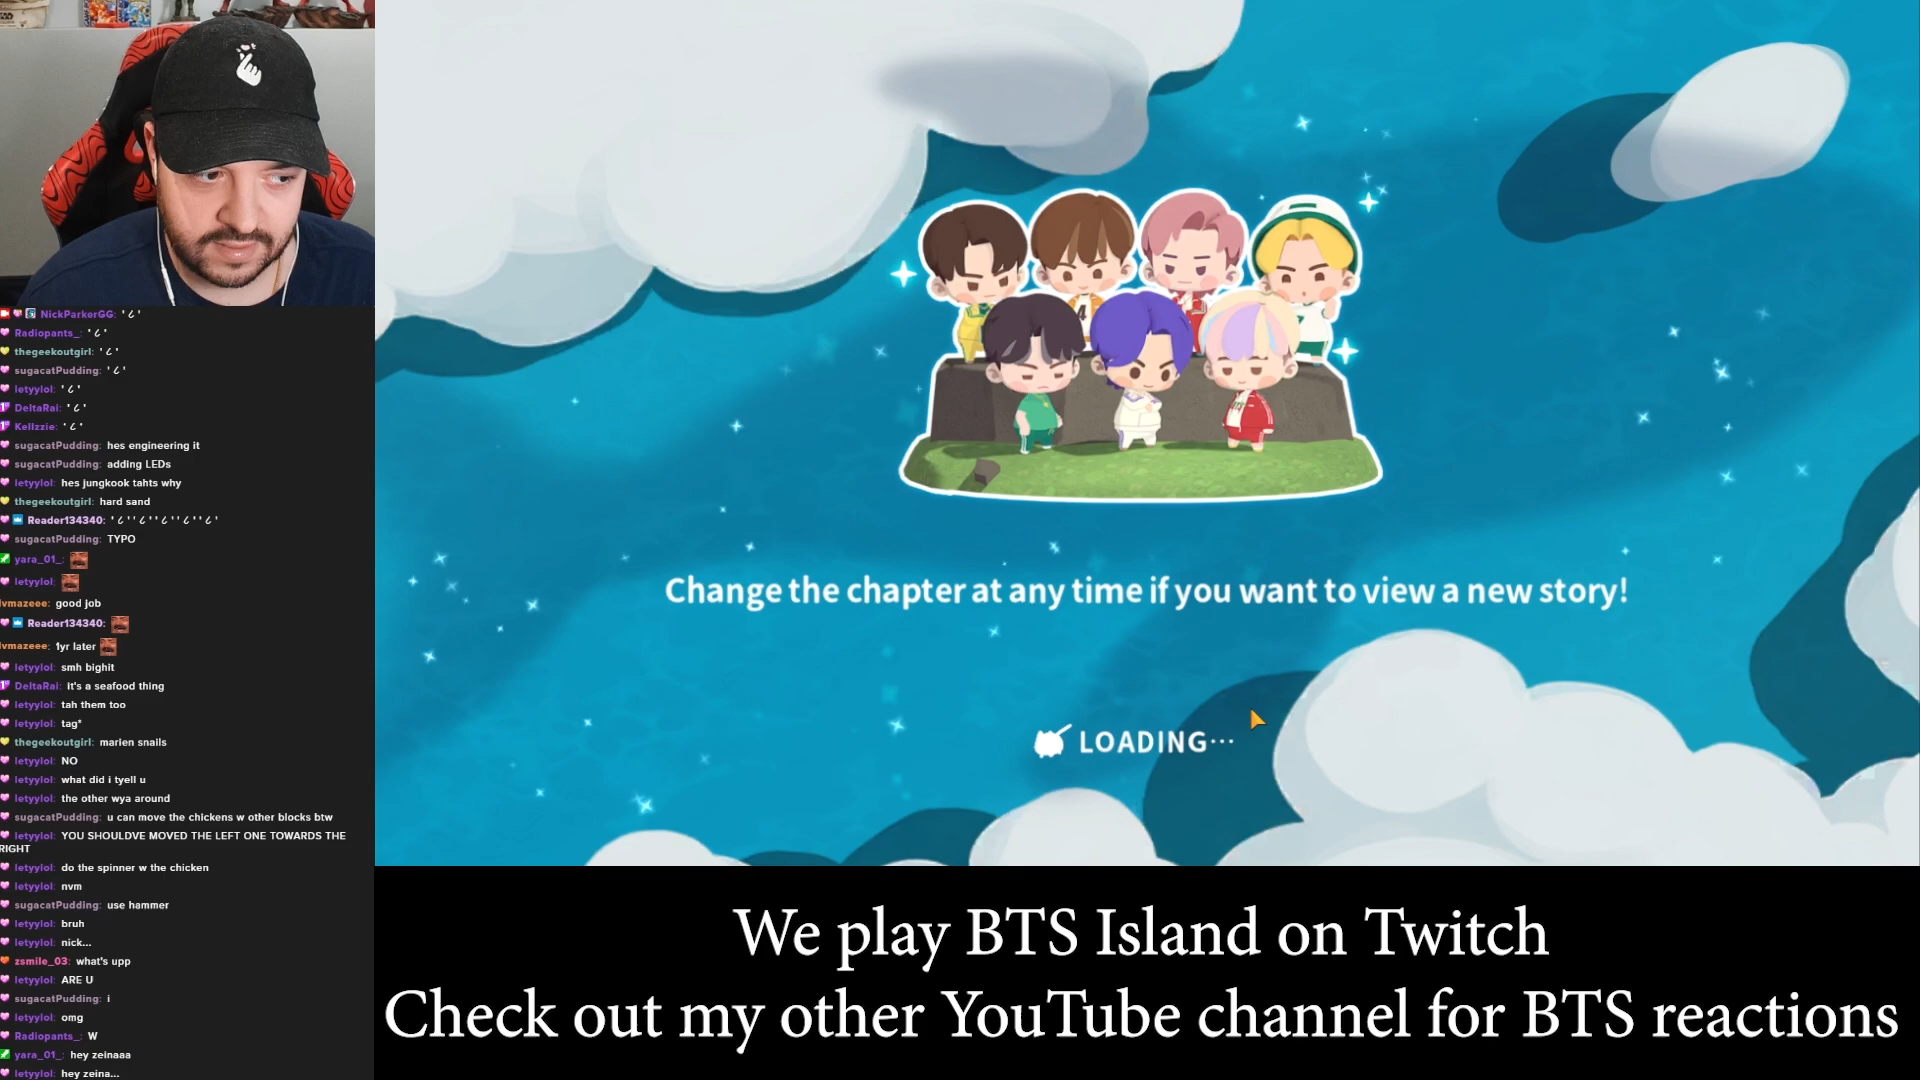 NickParkerGG: '౽'
Radiopants_: '౽'
thegeekoutgirl: '౽'
sugacatPudding: '౽'
letyylol: '౽'
DeltaRai: '౽'
Kellzzie: '౽'
sugacatPudding: hes engineering it
sugacatPudding: adding LEDs
letyylol: hes jungkook tahts why
thegeekoutgirl: hard sand
Reader134340:
sugacatPudding: TYPO
yara_01_:
letyylol:
lvmazeee: good job
Reader134340:
lvmazeee: 1yr later
letyylol: smh bighit
DeltaRai: It's a seafood thing
letyylol: tah them too
letyylol: tag*
thegeekoutgirl: marien snails
letyylol: NO
letyylol: what did i tyell u
letyylol: the other wya around
sugacatPudding: u can move the chickens w other blocks btw
letyylol: YOU SHOULDVE MOVED THE LEFT ONE TOWARDS THE
RIGHT
letyylol: do the spinner w the chicken
letyylol: nvm
sugacatPudding: use hammer
letyylol: bruh
letyylol: nick...
zsmile_03: what's upp
letyylol: ARE U
sugacatPudding: i
letyylol: omg
Radiopants_: W
yara_01_: hey zeinaaa
letyylol: hey zeina...
Change the chapter at any time if you want to view a new story!
LOADING···
We play BTS Island on Twitch
Check out my other YouTube channel for BTS reactions